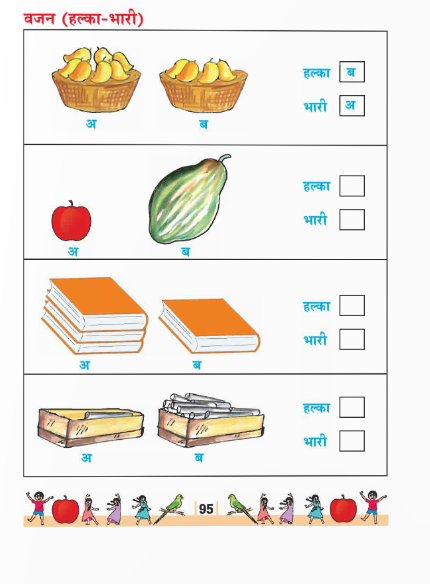 वजन (हल्का-भारी)
हल्का ब
भारी अ
अ ब
हल्का
भारी
अ ब
हल्का
भारी
अ ब
हल्का
भारी
अ ब
95